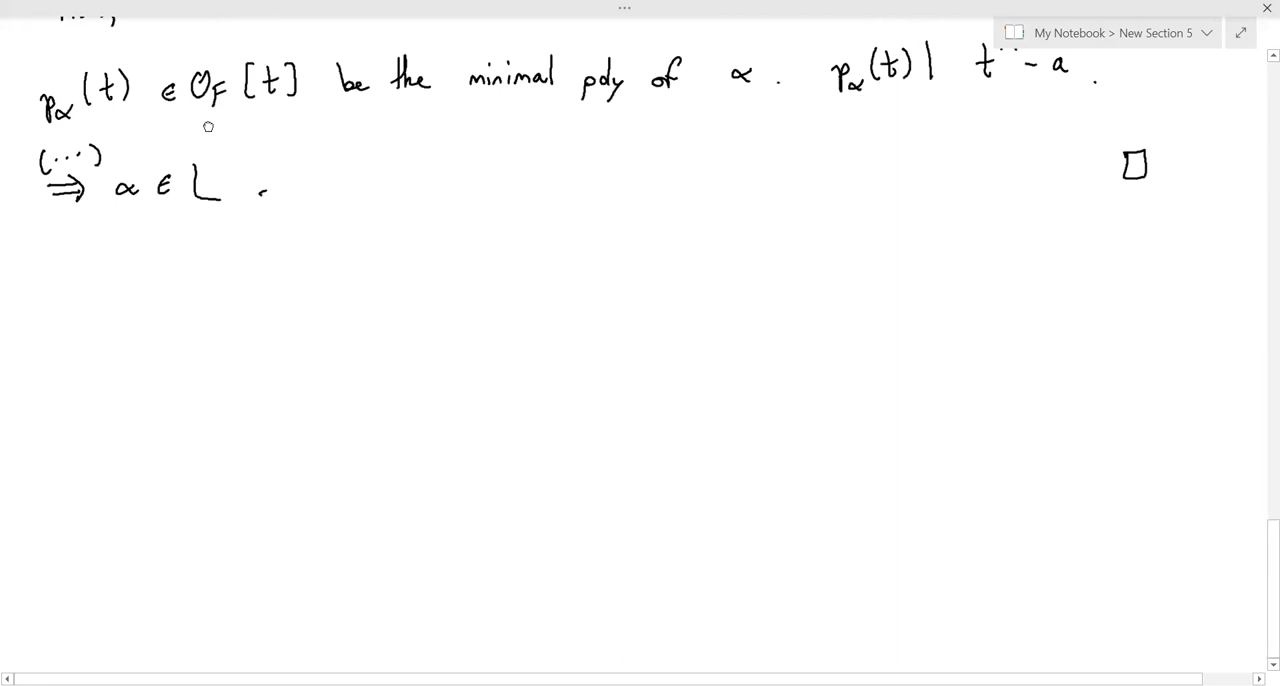 My Notebook > New Section 5
p_α(t) ∈ 𝒪_F[t] be the minimal poly of α. p_α(t) | t - a.
(...)
⇒ α ∈ L.
□